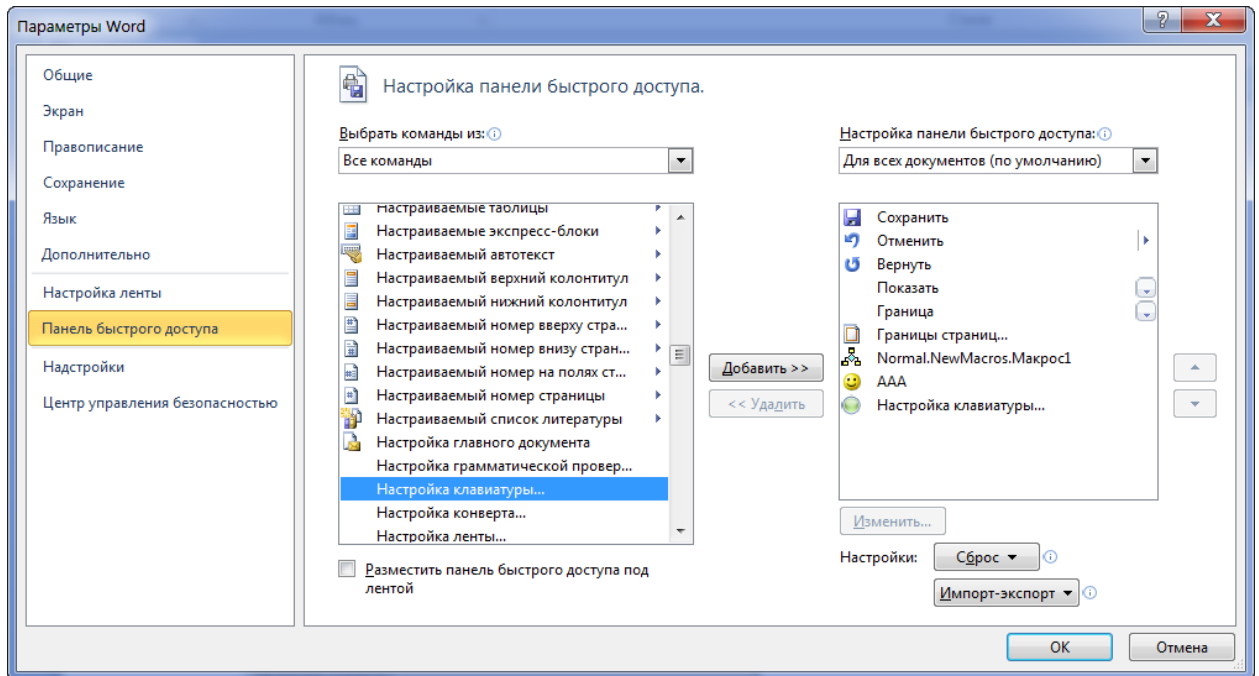 Параметры Word
Общие
Экран
Правописание
Сохранение
Язык
Дополнительно
Настройка ленты
Панель быстрого доступа
Надстройки
Центр управления безопасностью
Настройка панели быстрого доступа.
Выбрать команды из:
Все команды
Настраиваемые таблицы
Настраиваемые экспресс-блоки
Настраиваемый автотекст
Настраиваемый верхний колонтитул
Настраиваемый нижний колонтитул
Настраиваемый номер вверху стра...
Настраиваемый номер внизу стран...
Настраиваемый номер на полях ст...
Настраиваемый номер страницы
Настраиваемый список литературы
Настройка главного документа
Настройка грамматической провер...
Настройка клавиатуры...
Настройка конверта...
Настройка ленты...
Разместить панель быстрого доступа под
лентой
Добавить >>
<< Удалить
Настройка панели быстрого доступа:
Для всех документов (по умолчанию)
Сохранить
Отменить
Вернуть
Показать
Граница
Границы страниц...
Normal.NewMacros.Макрос1
AAA
Настройка клавиатуры...
Изменить...
Настройки:
Сброс
Импорт-экспорт
ОК
Отмена